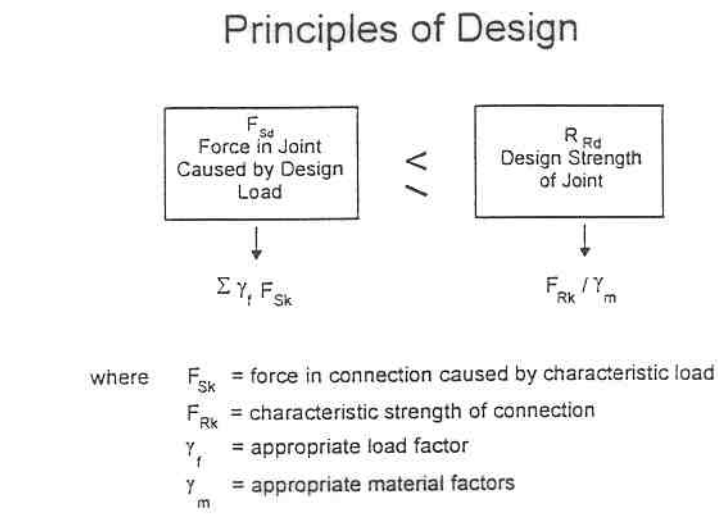 Principles of Design
F_Sd
Force in Joint
Caused by Design
Load
≤
R_Rd
Design Strength
of Joint
Σ γ_f F_Sk
F_Rk / γ_m
where F_Sk = force in connection caused by characteristic load
F_Rk = characteristic strength of connection
γ_f = appropriate load factor
γ_m = appropriate material factors